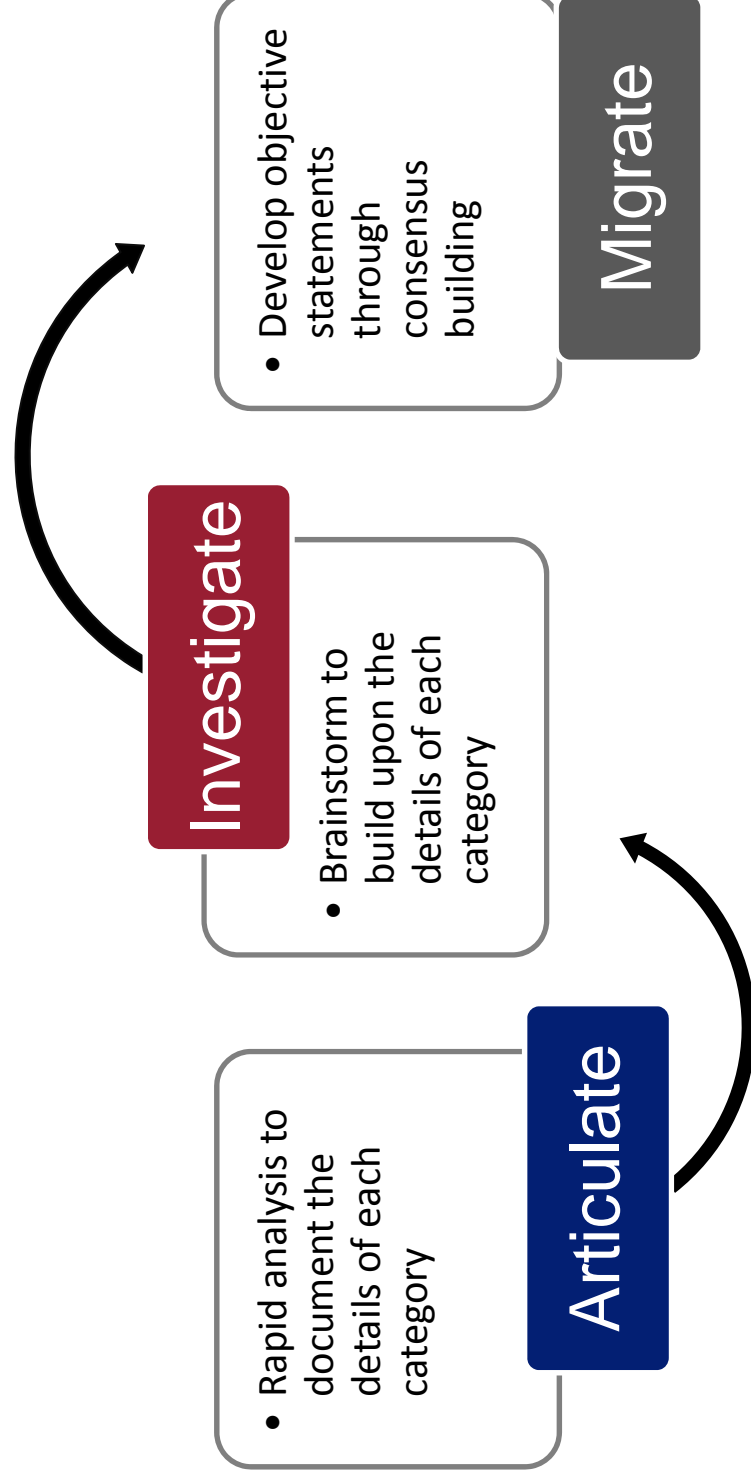 • Rapid analysis to
document the
details of each
category
Articulate
Investigate
• Brainstorm to
build upon the
details of each
category
• Develop objective
statements
through
consensus
building
Migrate